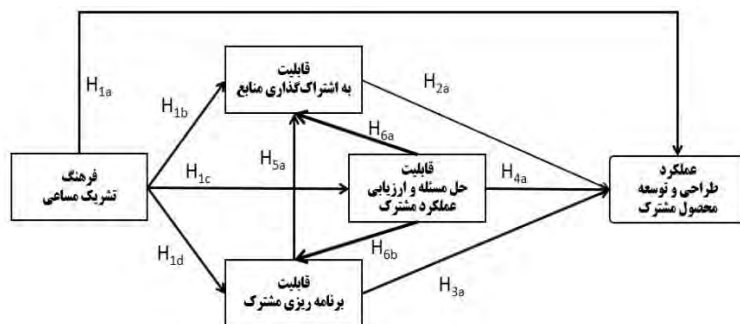 H1a
قابلیت
به اشتراک‌گذاری منابع
H2a
H1b
H6a
فرهنگ
تشریک مساعی
H1c
H5a
قابلیت
حل مسئله و ارزیابی
عملکرد مشترک
H4a
عملکرد
طراحی و توسعه
محصول مشترک
H1d
H6b
قابلیت
برنامه ریزی مشترک
H3a